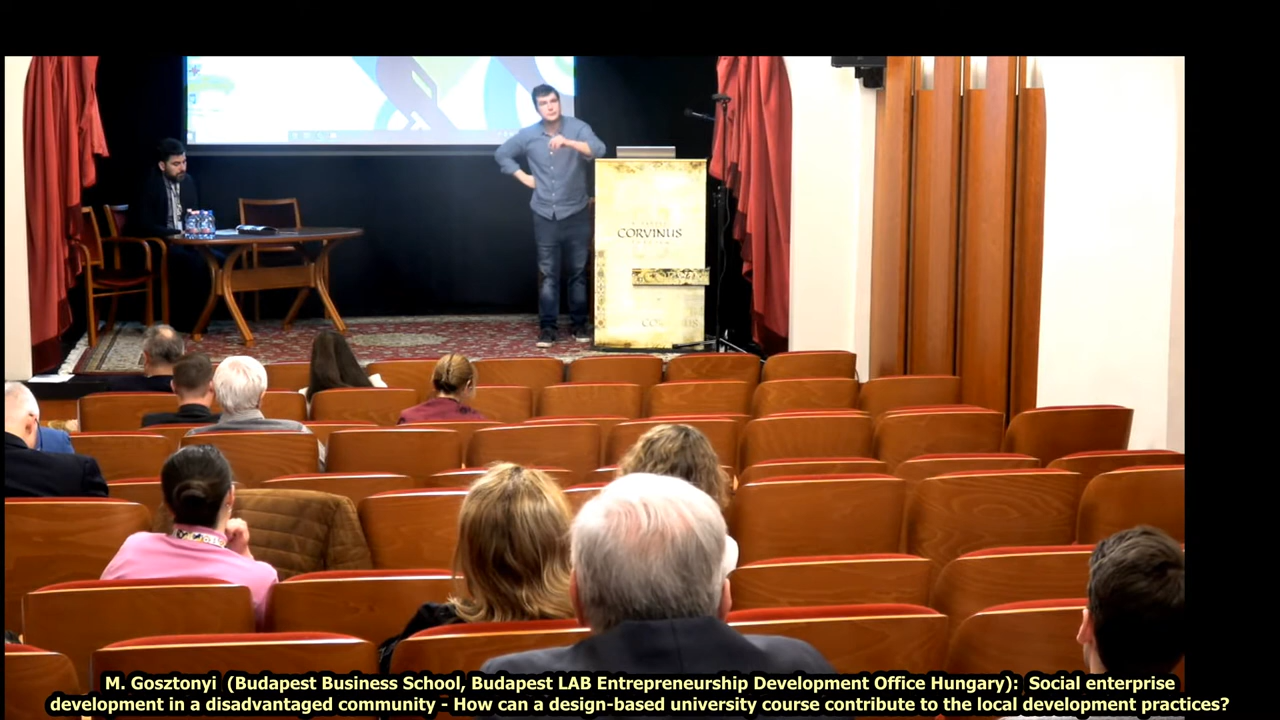 CORVINUS
M. Gosztonyi (Budapest Business School, Budapest LAB Entrepreneurship Development Office Hungary): Social enterprise
development in a disadvantaged community - How can a design-based university course contribute to the local development practices?